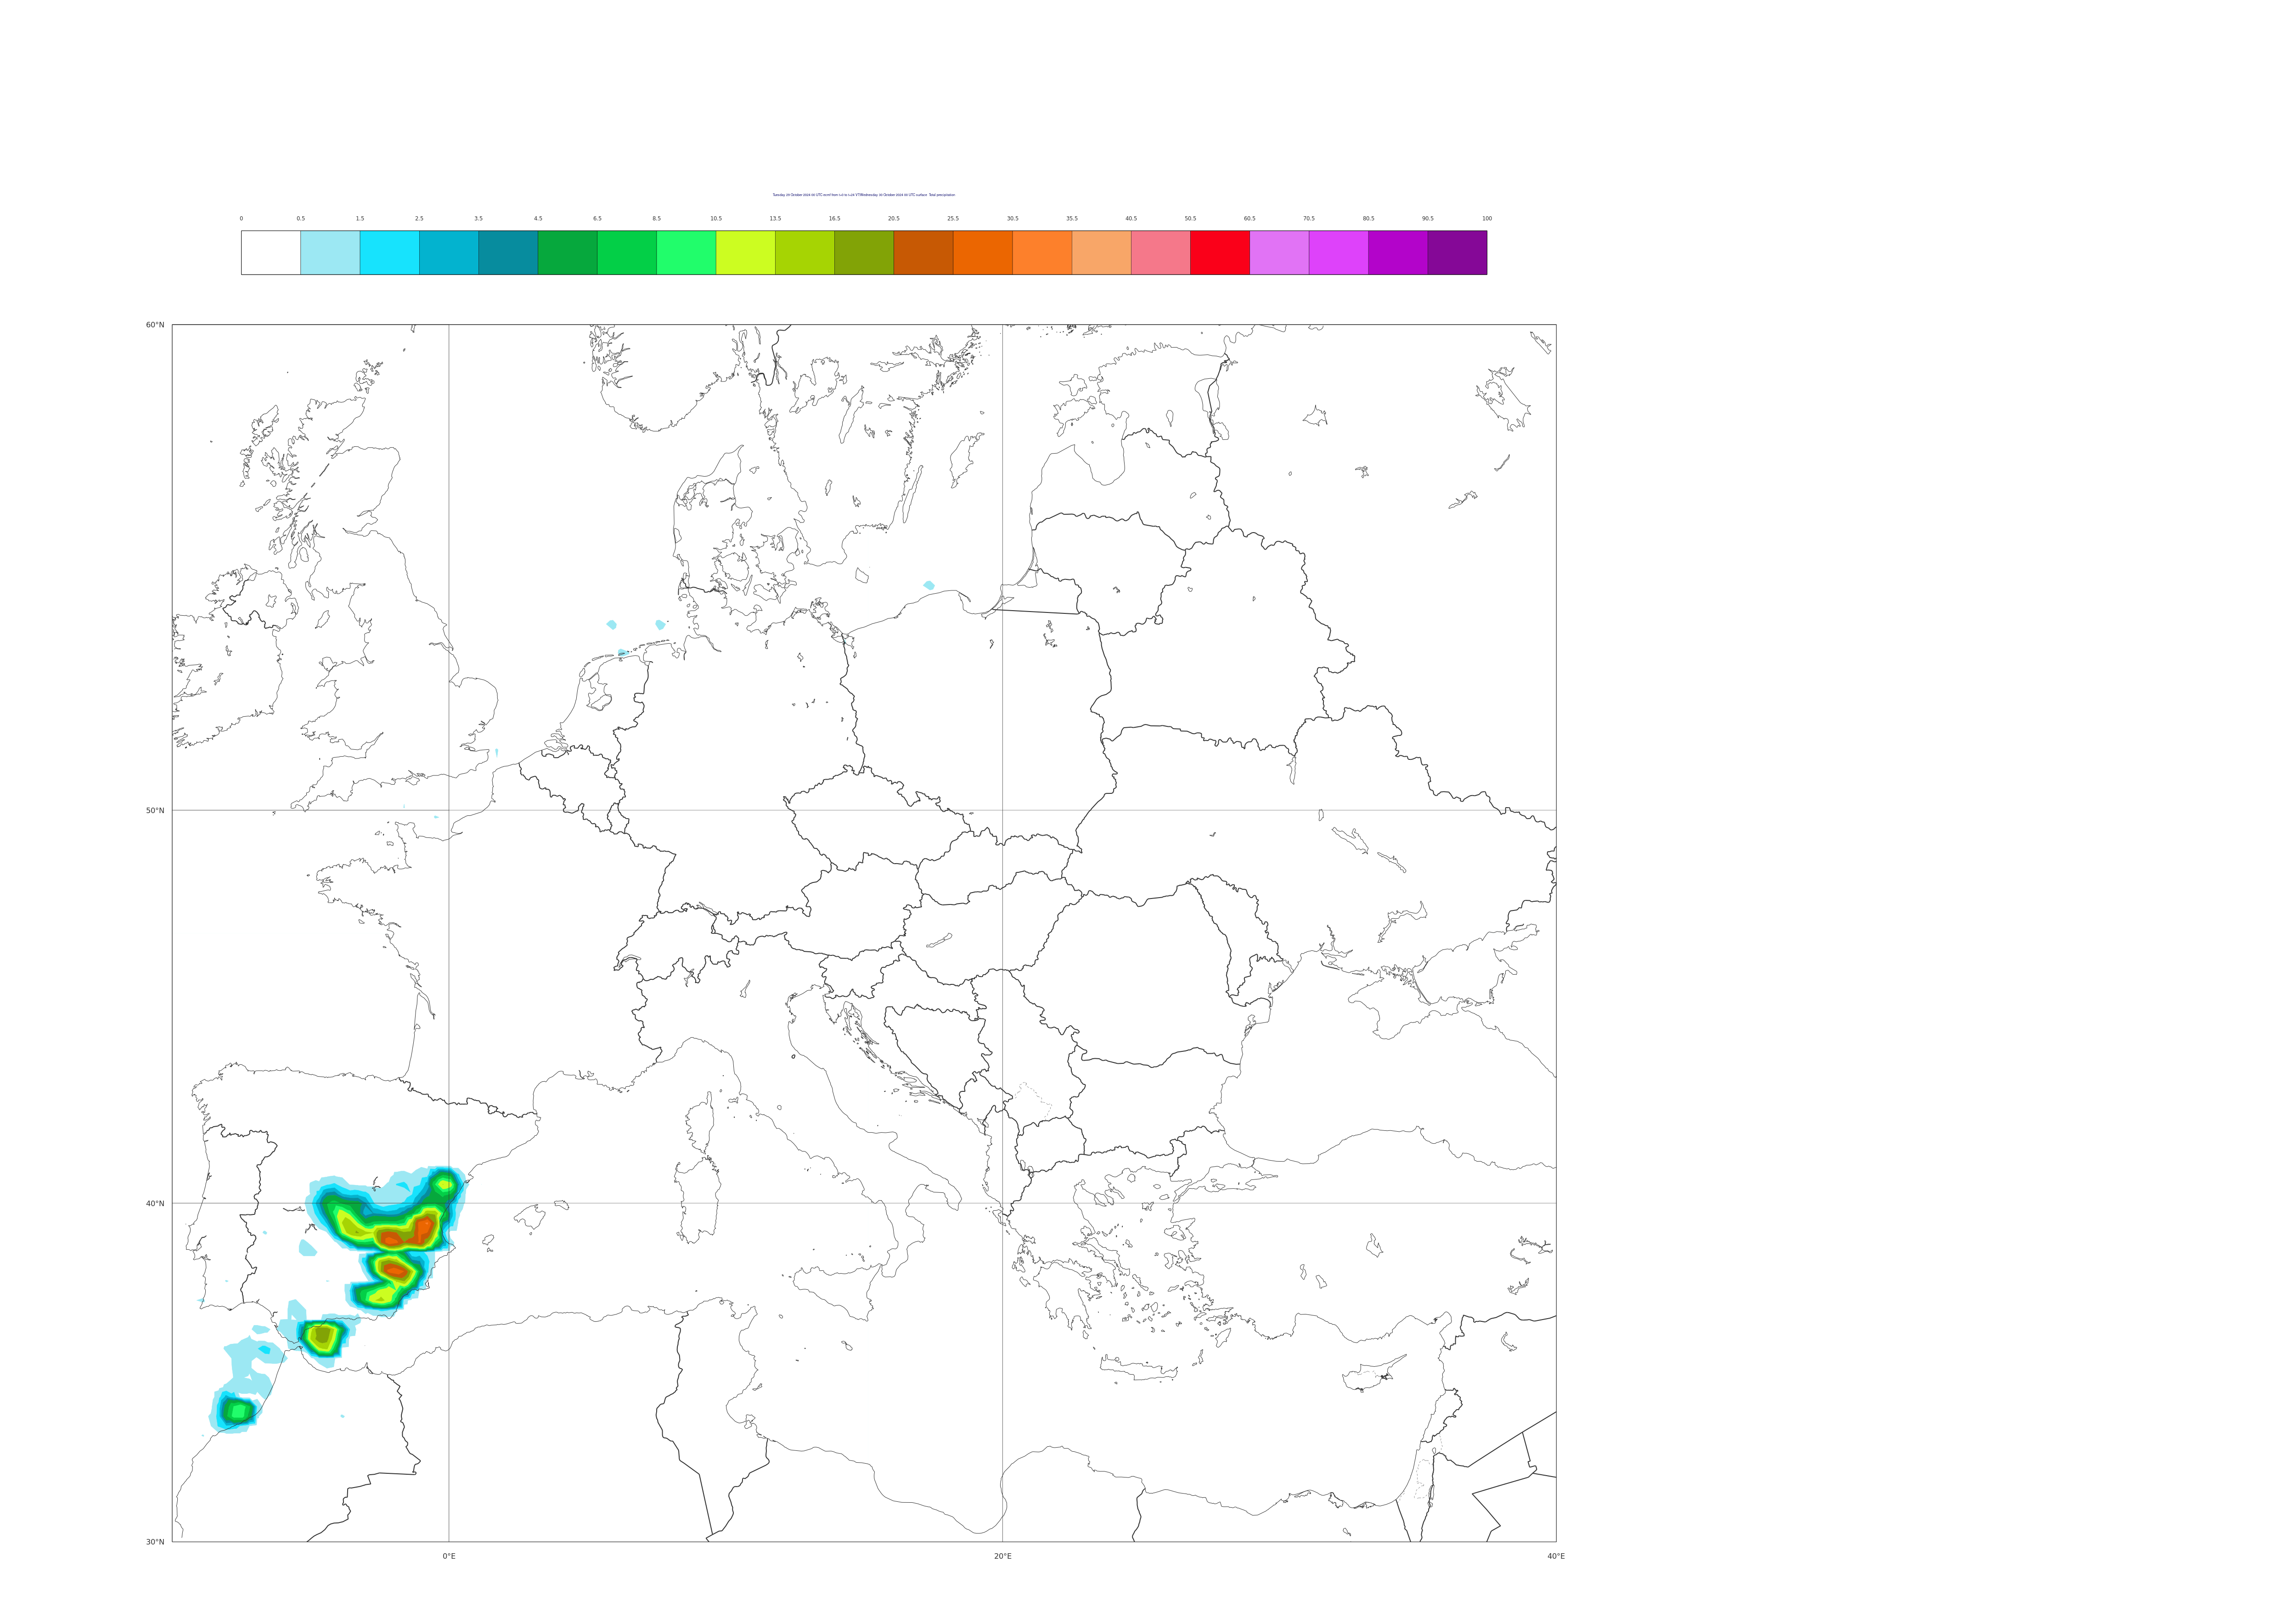 Tuesday 29 October 2024 00 UTC ecmf t+0 to t+24 VT:Wednesday 30 October 2024 00 UTC surface Total precipitation
0 0.5 1.5 2.5 3.5 4.5 6.5 8.5 10.5 13.5 16.5 20.5 25.5 30.5 35.5 40.5 50.5 60.5 70.5 80.5 90.5 100
60°N
50°N
40°N
30°N
0°E 20°E 40°E